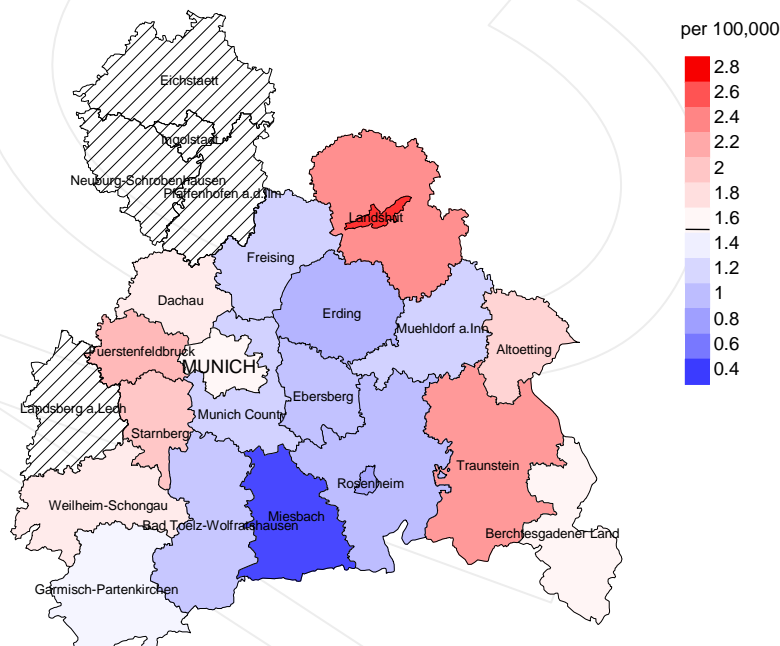 per 100,000
2.8
2.6
2.4
2.2
2
1.8
1.6
1.4
1.2
1
0.8
0.6
0.4
Eichstaett
Ingolstadt
Neuburg-Schrobenhausen
Pfaffenhofen a.d.Ilm
Landshut
Freising
Dachau
Erding
Muehldorf a.Inn
Altoetting
Fuerstenfeldbruck
MUNICH
Ebersberg
Landsberg a.Lech
Munich County
Starnberg
Traunstein
Rosenheim
Weilheim-Schongau
Miesbach
Bad Toelz-Wolfratshausen
Berchtesgadener Land
Garmisch-Partenkirchen